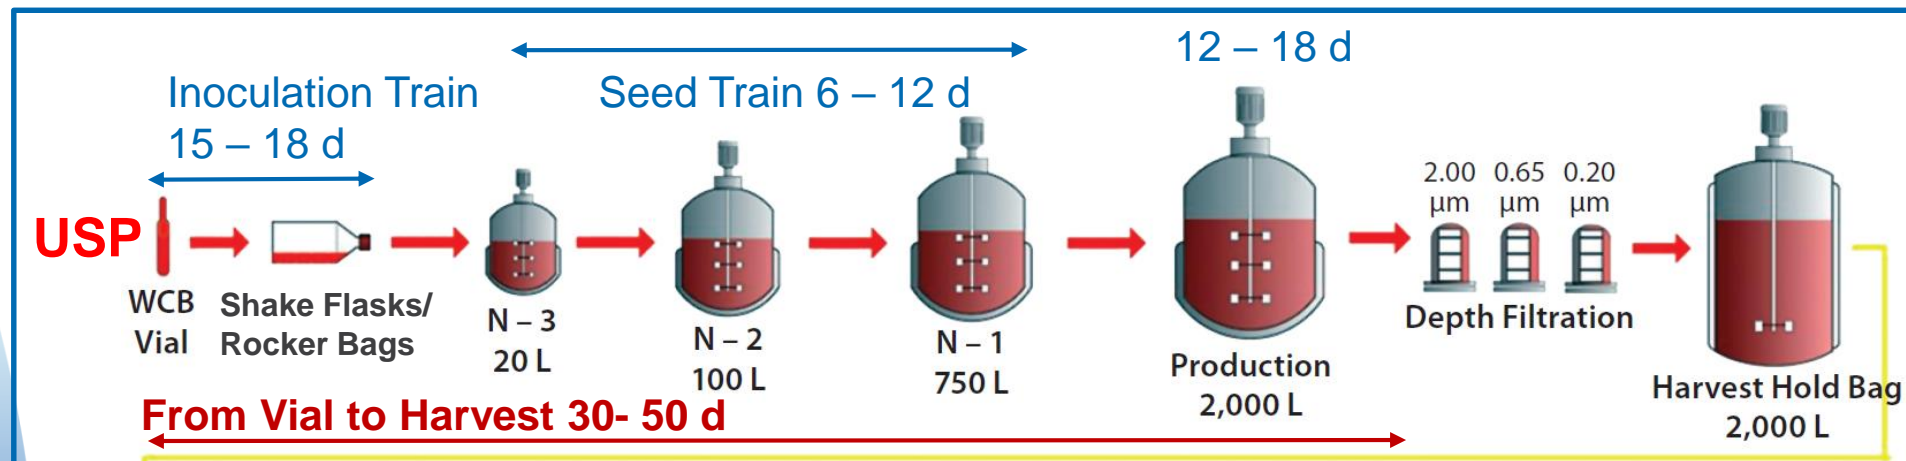 Inoculation Train
15 – 18 d
Seed Train 6 – 12 d
12 – 18 d
USP
WCB
Vial
Shake Flasks/
Rocker Bags
N – 3
20 L
N – 2
100 L
N – 1
750 L
Production
2,000 L
2.00
µm
0.65
µm
0.20
µm
Depth Filtration
Harvest Hold Bag
2,000 L
From Vial to Harvest 30- 50 d